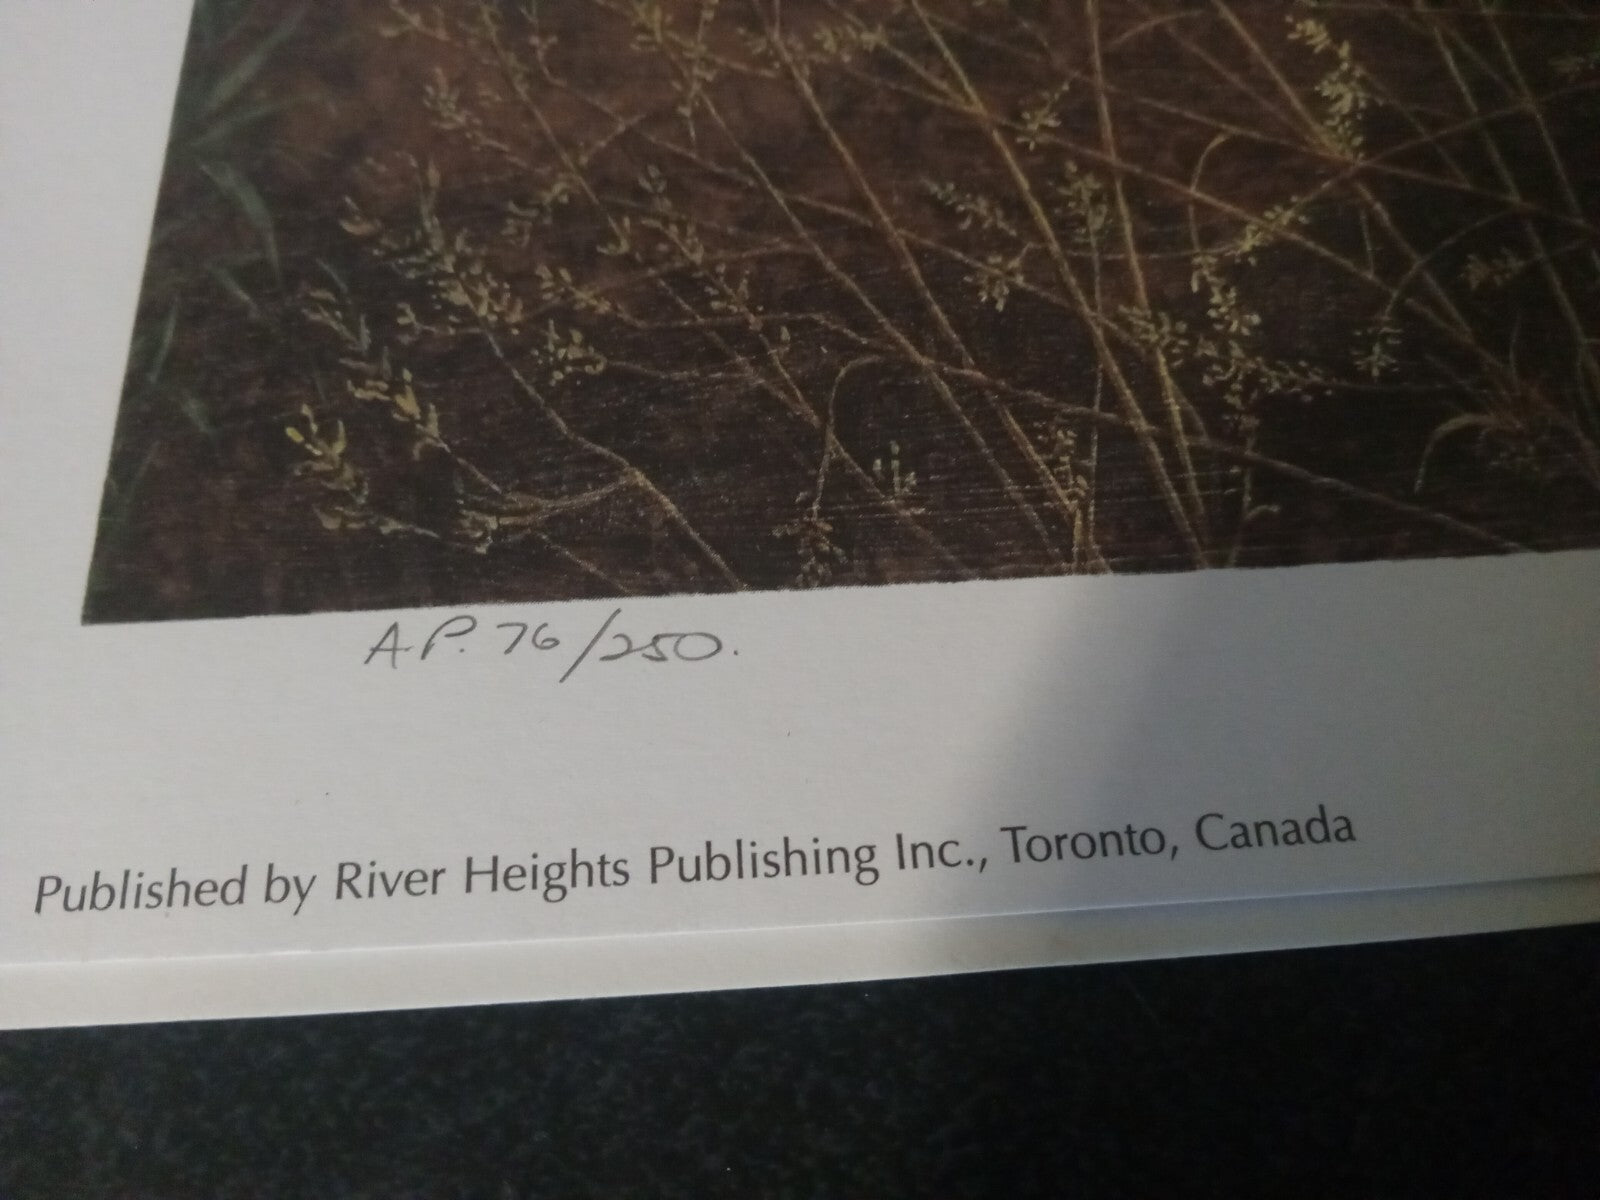 A.P. 76/250.
Published by River Heights Publishing Inc., Toronto, Canada